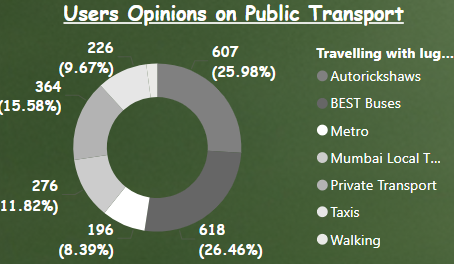 Users Opinions on Public Transport
226
(9.67%)
607
(25.98%)
364
(15.58%)
276
11.82%)
196
(8.39%)
618
(26.46%)
Travelling with lug...
Autorickshaws
BEST Buses
Metro
Mumbai Local T...
Private Transport
Taxis
Walking